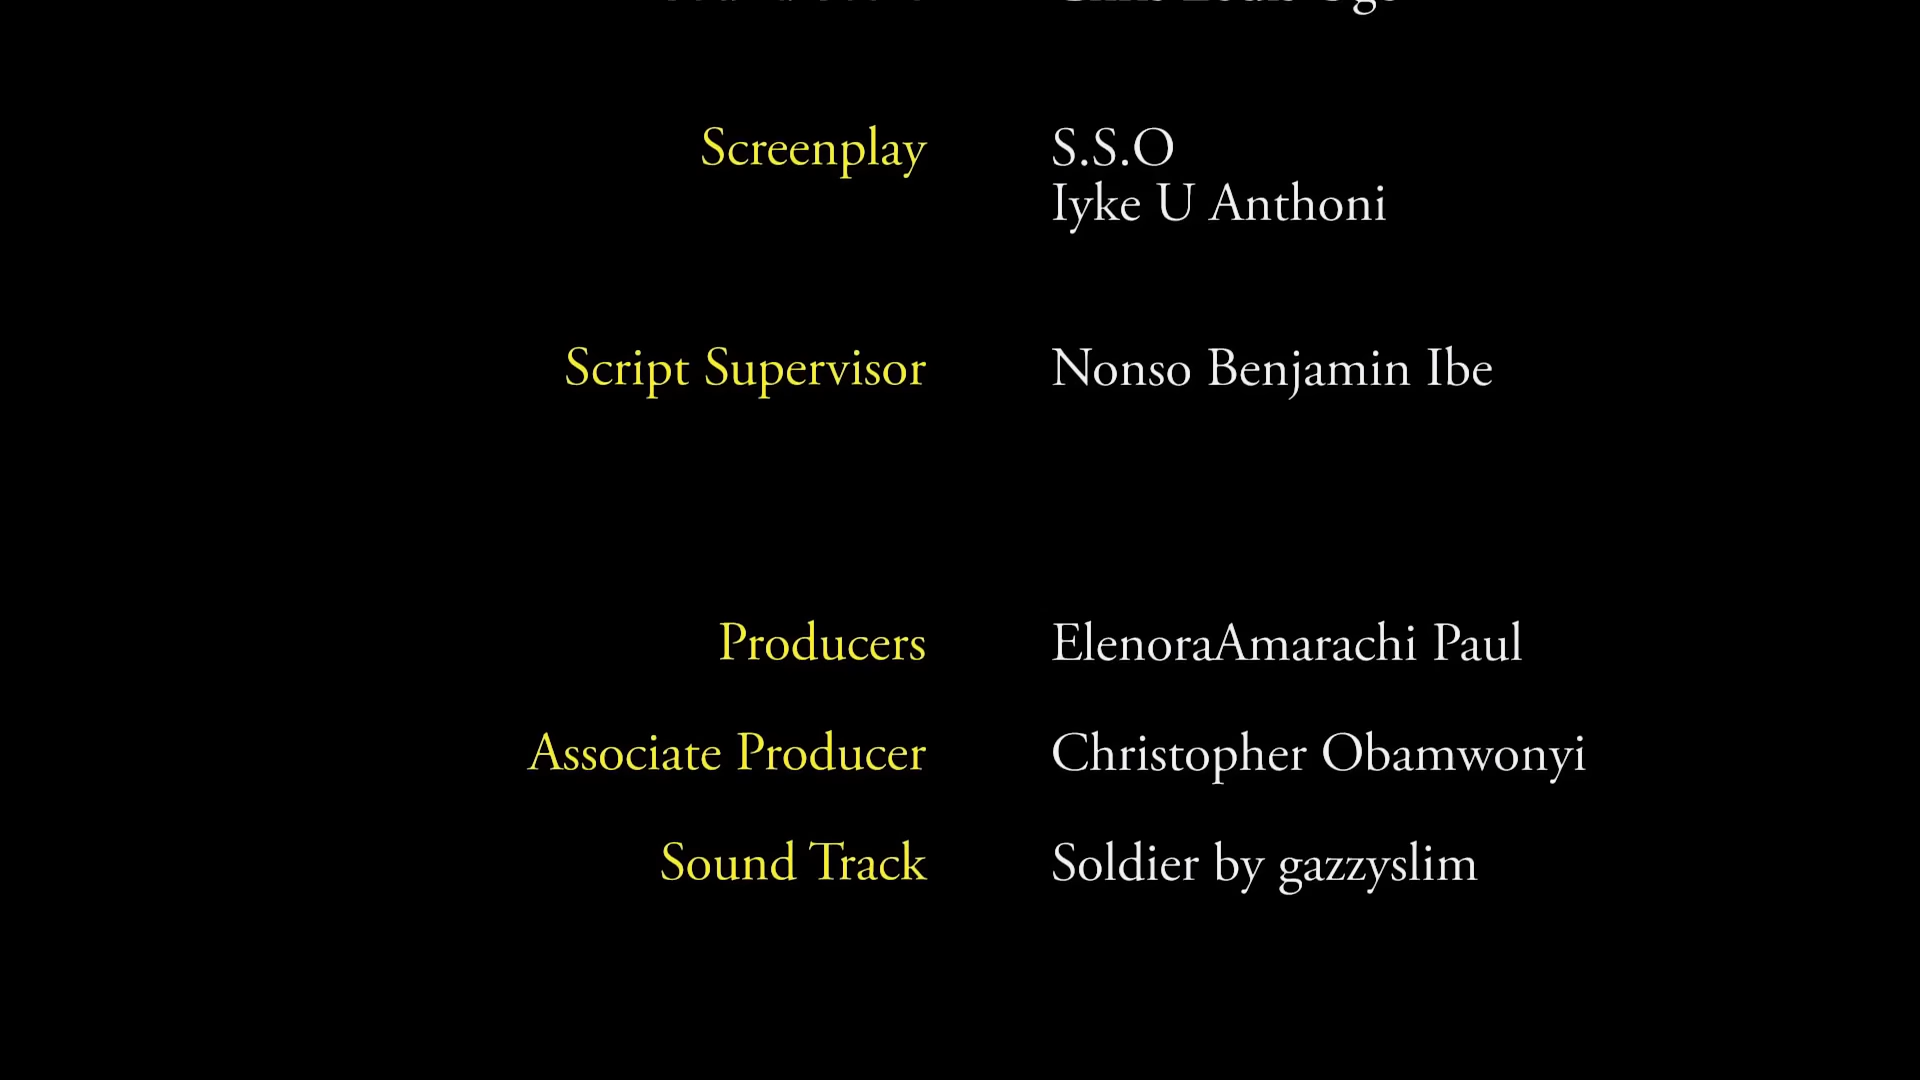 Screenplay S.S.O
Iyke U Anthoni
Script Supervisor Nonso Benjamin Ibe
Producers ElenoraAmarachi Paul
Associate Producer Christopher Obamwonyi
Sound Track Soldier by gazzyslim